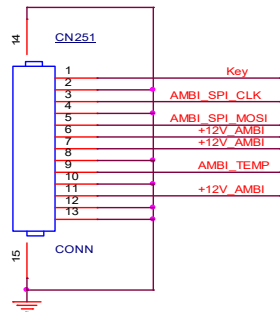 14
CN251
1 Key
2
3 AMBI_SPI_CLK
4
5 AMBI_SPI_MOSI
6 +12V_AMBI
7 +12V_AMBI
8
9 AMBI_TEMP
10
11 +12V_AMBI
12
13
15
CONN